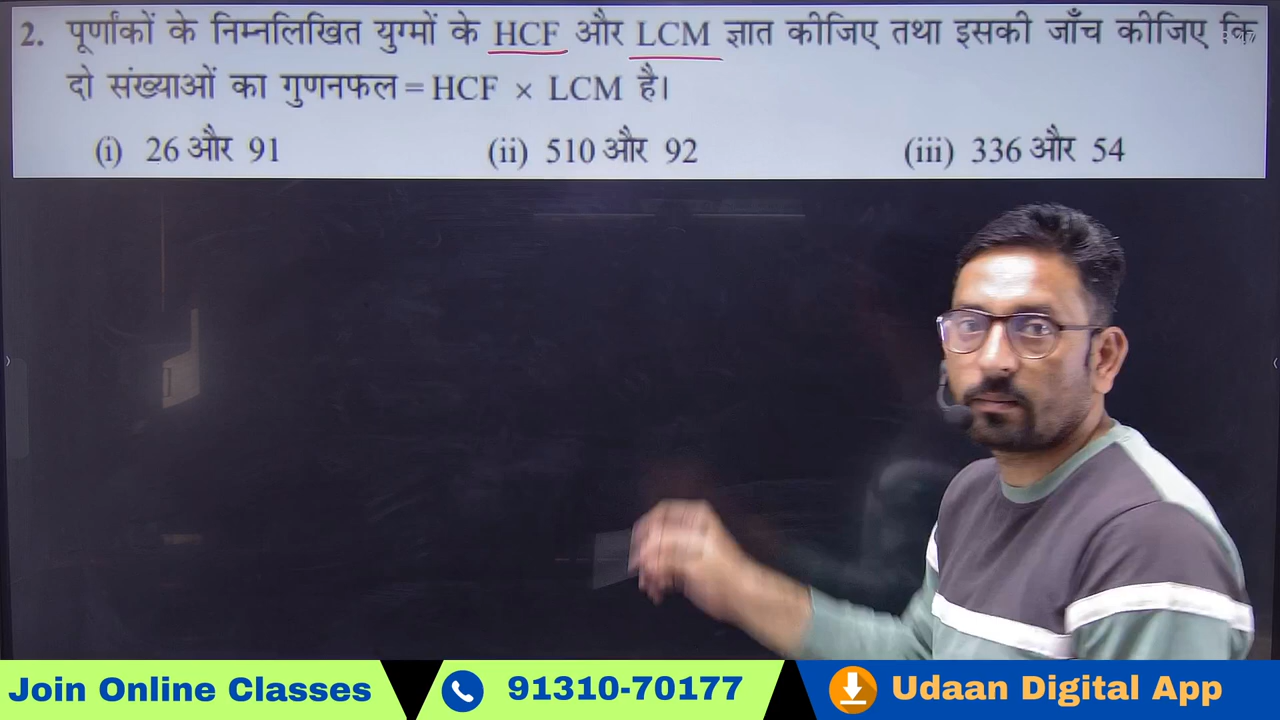 2. पूर्णांकों के निम्नलिखित युग्मों के HCF और LCM ज्ञात कीजिए तथा इसकी जाँच कीजिए कि
दो संख्याओं का गुणनफल = HCF × LCM है।
(i) 26 और 91 (ii) 510 और 92 (iii) 336 और 54
Join Online Classes 91310-70177 Udaan Digital App